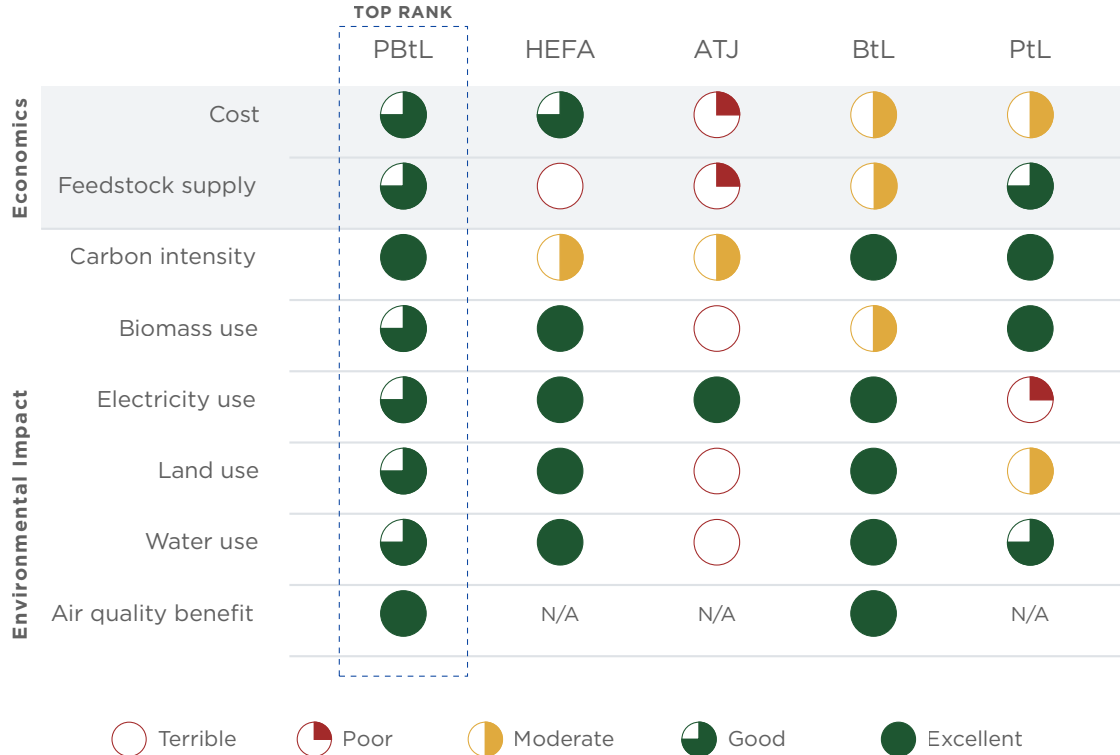 TOP RANK
PBtL HEFA ATJ BtL PtL
Economics
Cost
Feedstock supply
Environmental Impact
Carbon intensity
Biomass use
Electricity use
Land use
Water use
Air quality benefit N/A N/A N/A
Terrible Poor Moderate Good Excellent